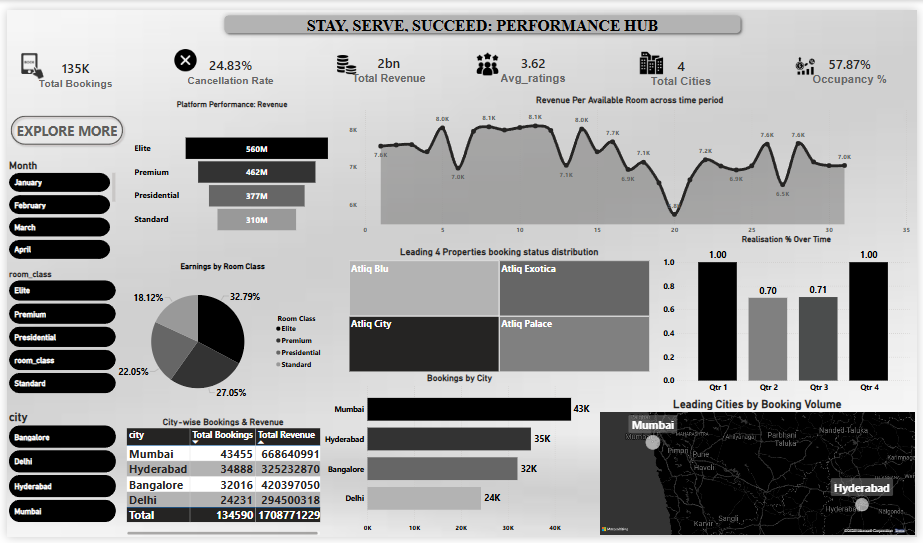 STAY, SERVE, SUCCEED: PERFORMANCE HUB
135K
Total Bookings
24.83%
Cancellation Rate
2bn
Total Revenue
3.62
Avg_ratings
4
Total Cities
57.87%
Occupancy %
EXPLORE MORE
Month
January
February
March
April
room_class
Elite
Premium
Presidential
room_class
Standard
city
Bangalore
Delhi
Hyderabad
Mumbai
Platform Performance: Revenue
Elite 560M
Premium 462M
Presidential 377M
Standard 310M
Revenue Per Available Room across time period
8K
7K
6K
7.6K 8.0K 7.0K 8.1K 8.1K 7.1K 8.0K 7.7K 6.9K 7.1K 7.2K 6.9K 7.6K 6.5K 7.6K 7.0K
0 5 10 15 20 25 30 35
Earnings by Room Class
32.79%
27.05%
22.05%
18.12%
Room Class
Elite
Premium
Presidential
Standard
Leading 4 Properties booking status distribution
Atliq Blu
Atliq Exotica
Atliq City
Atliq Palace
Realisation % Over Time
1.0
0.8
0.6
0.4
0.2
0.0
1.00 0.70 0.71 1.00
Qtr 1 Qtr 2 Qtr 3 Qtr 4
City-wise Bookings & Revenue
city Total Bookings Total Revenue
Mumbai 43455 668640991
Hyderabad 34888 325232870
Bangalore 32016 420397050
Delhi 24231 294500318
Total 134590 1708771229
Bookings by City
Mumbai 43K
Hyderabad 35K
Bangalore 32K
Delhi 24K
0K 10K 20K 30K 40K
Leading Cities by Booking Volume
Mumbai
Hyderabad
Pune
Haveli
Parbhani
Taluka
Nanded Taluka
Sangli
Karvir